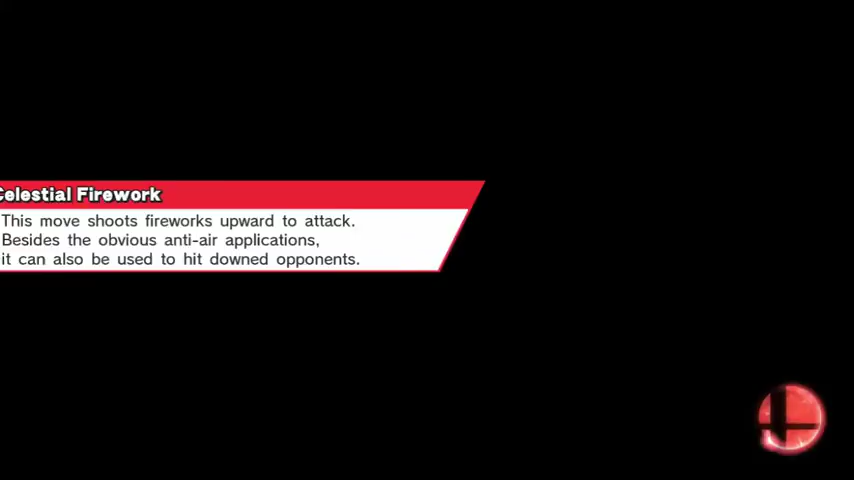 Celestial Firework
This move shoots fireworks upward to attack.
Besides the obvious anti-air applications,
it can also be used to hit downed opponents.